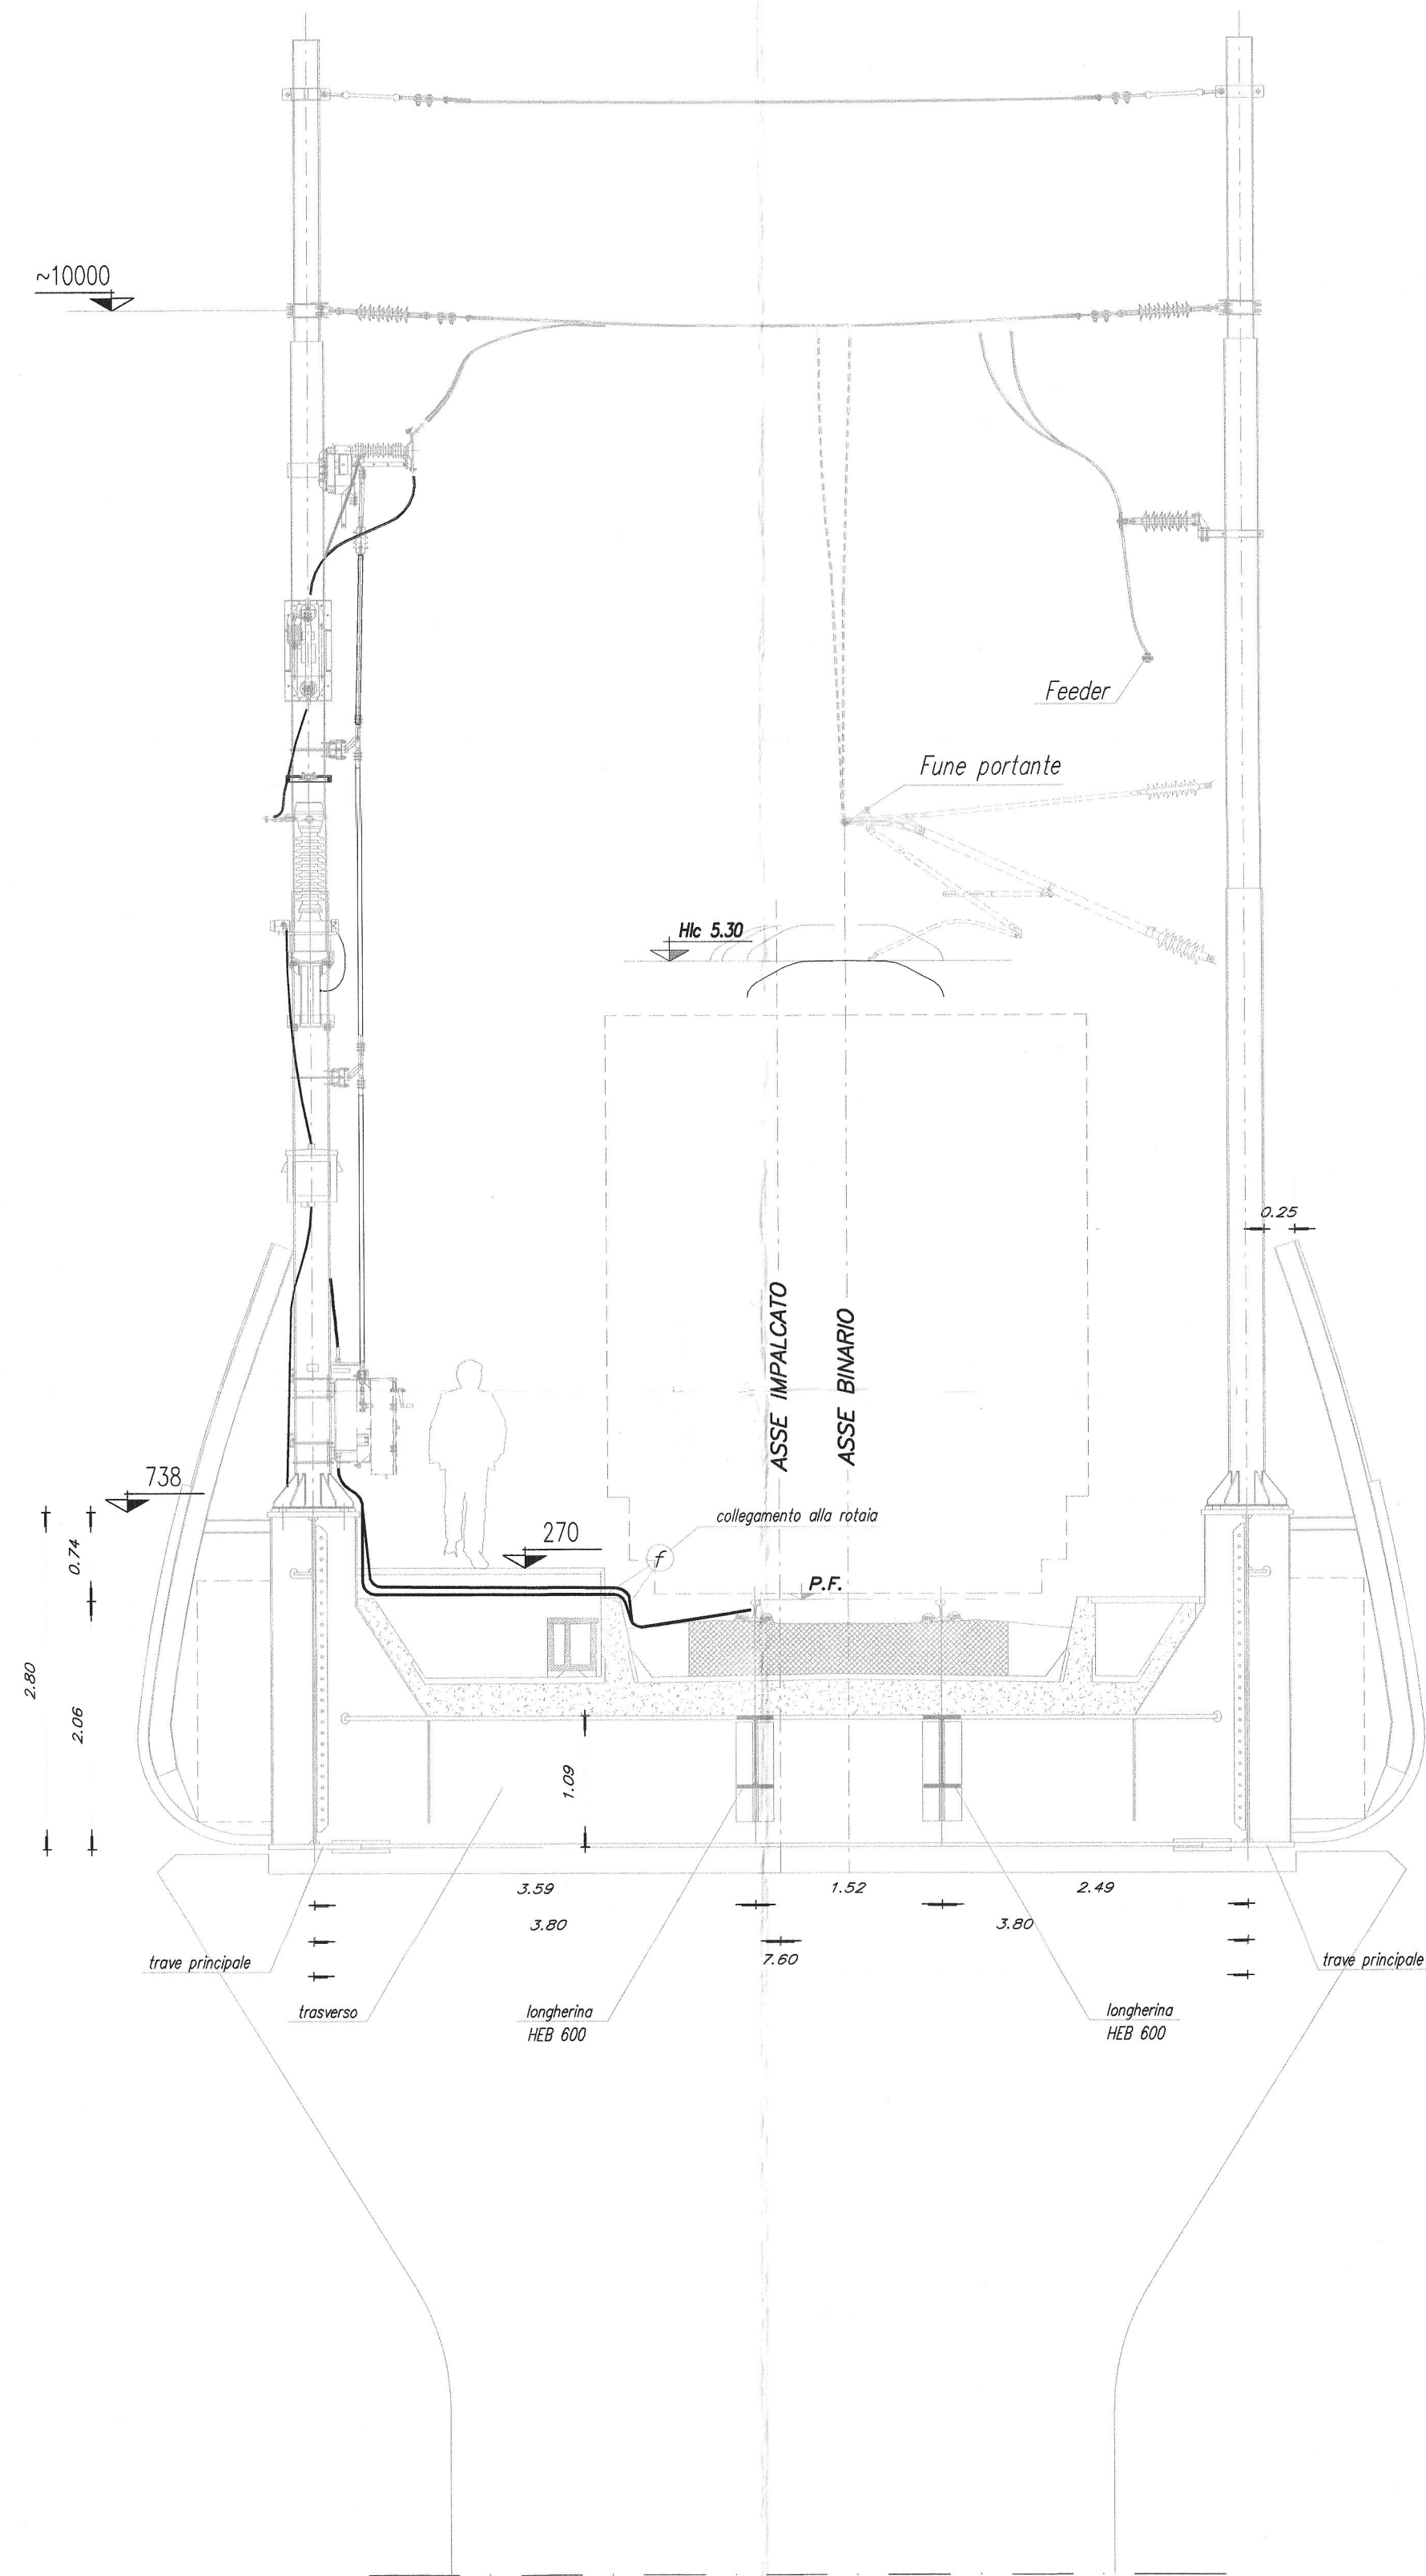 ~10000
Feeder
Fune portante
Hlc 5.30
0.25
ASSE IMPALCATO
ASSE BINARIO
738
collegamento alla rotaia
270
f
P.F.
0.74
2.80
2.06
1.09
3.59
1.52
2.49
3.80
3.80
7.60
trave principale
trave principale
trasverso
longherina
HEB 600
longherina
HEB 600